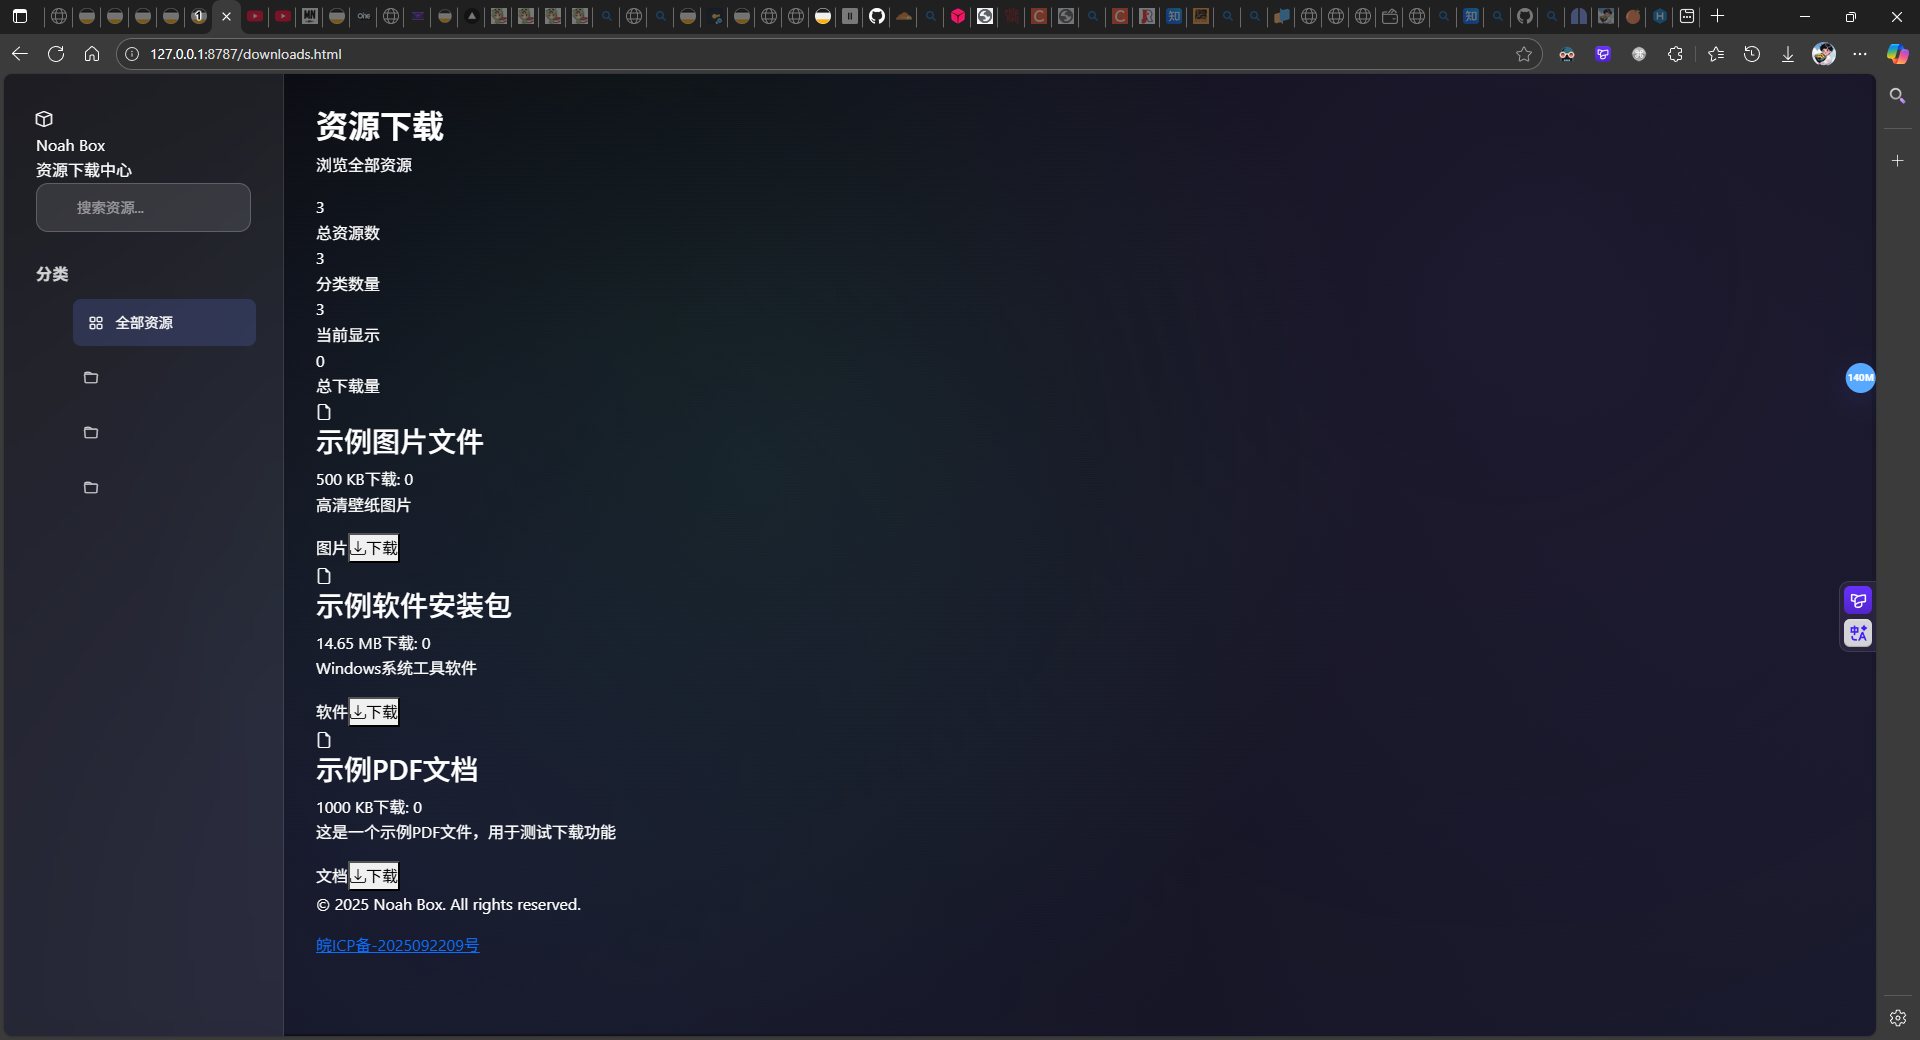 127.0.0.1:8787/downloads.html
Noah Box
资源下载中心
搜索资源...
分类
全部资源
资源下载
浏览全部资源
3
总资源数
3
分类数量
3
当前显示
0
总下载量
示例图片文件
500 KB下载: 0
高清壁纸图片
图片下载
示例软件安装包
14.65 MB下载: 0
Windows系统工具软件
软件下载
示例PDF文档
1000 KB下载: 0
这是一个示例PDF文件，用于测试下载功能
文档下载
© 2025 Noah Box. All rights reserved.
皖ICP备-2025092209号
140M